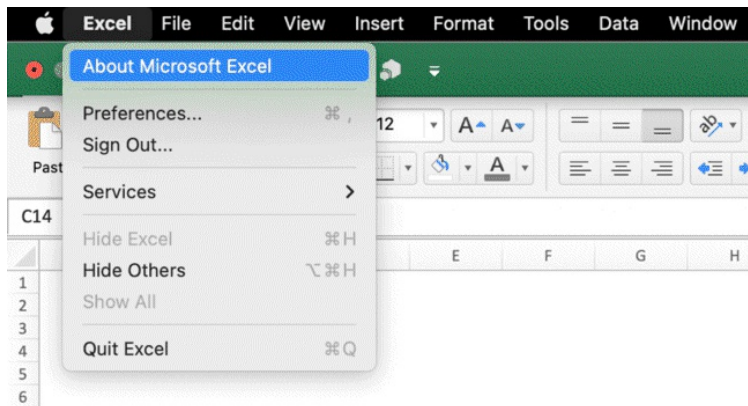 Excel File Edit View Insert Format Tools Data Window
About Microsoft Excel
Preferences... ⌘ ,
Sign Out...
Services
Hide Excel ⌘ H
Hide Others ⌥ ⌘ H
Show All
Quit Excel ⌘ Q
12 A A
ab
Past
A
C14
E F G H
1
2
3
4
5
6